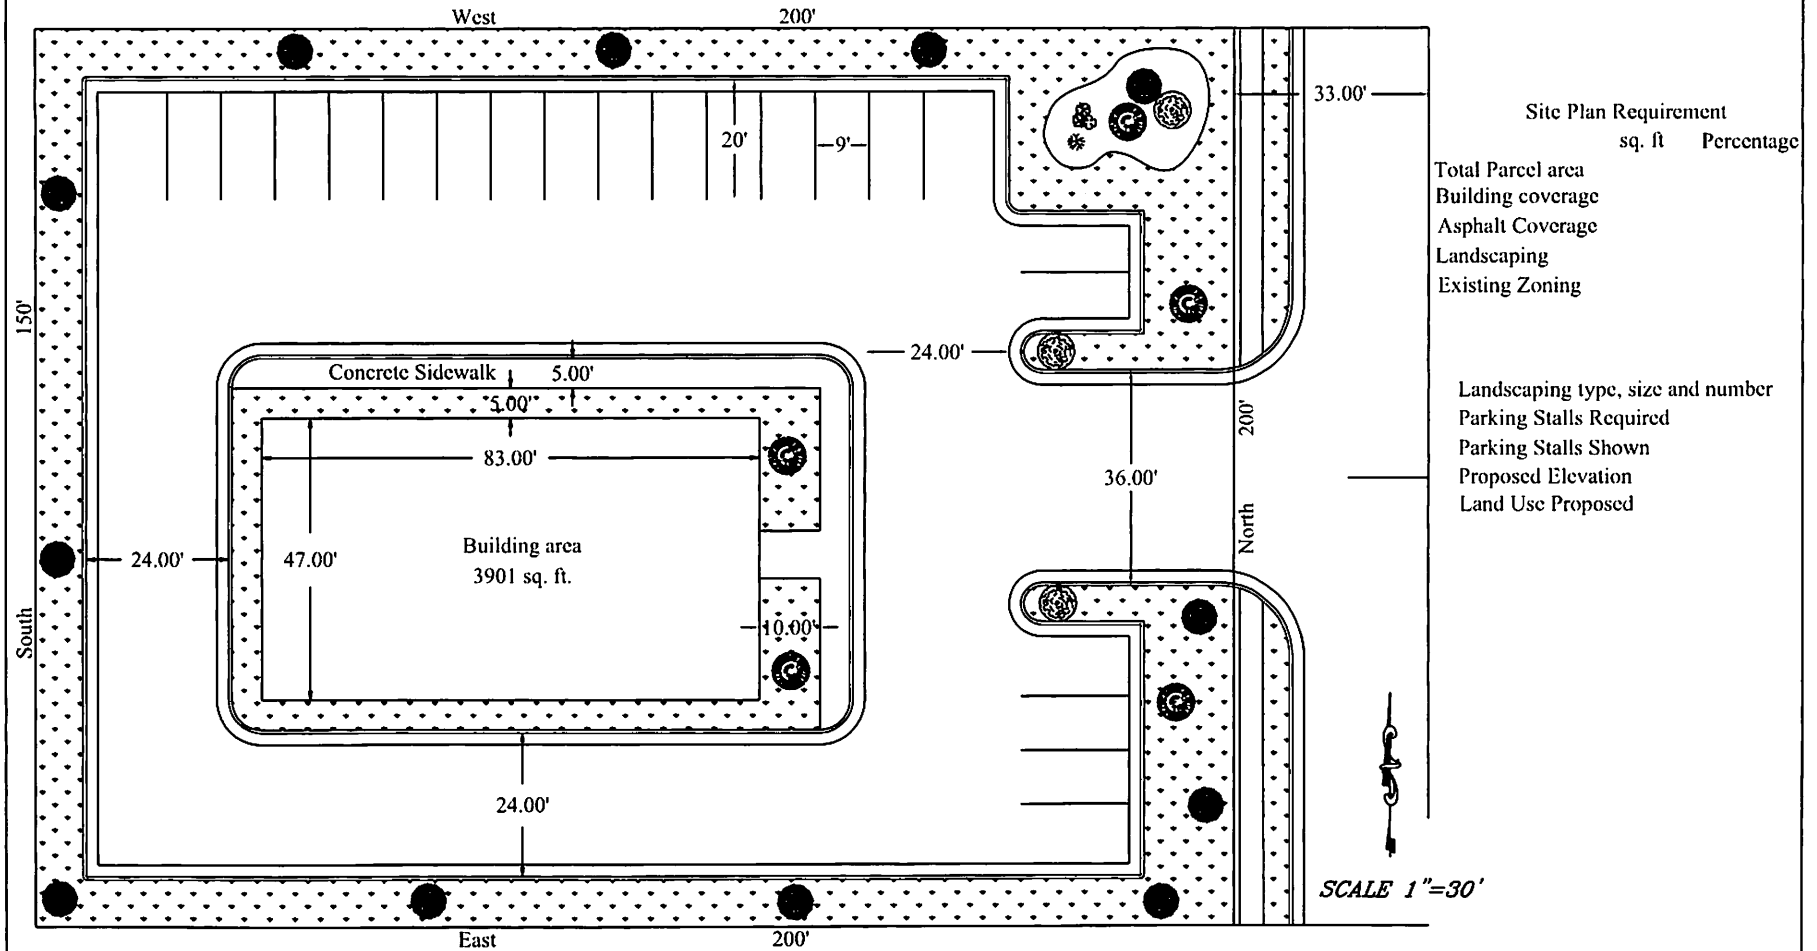 West 200'
33.00'
Site Plan Requirement
sq. ft Percentage
20'
9'
Total Parcel area
Building coverage
Asphalt Coverage
Landscaping
Existing Zoning
150'
24.00'
Concrete Sidewalk 5.00'
5.00'
Landscaping type, size and number
200'
Parking Stalls Required
Parking Stalls Shown
83.00'
36.00'
Proposed Elevation
Land Use Proposed
North
Building area
24.00' 47.00'
3901 sq. ft.
South
10.00'
24.00'
SCALE 1"=30'
East 200'